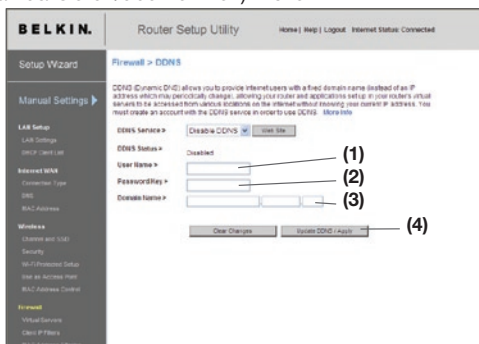 BELKIN.
Router Setup Utility
Home | Help | Logout Internet Status: Connected
Setup Wizard
Firewall > DDNS
DDNS (Dynamic DNS) allows you to provide Internet users with a fixed domain name (instead of an IP
address which may periodically change), allowing your router and applications set up in your router's virtual
servers to be accessed from various locations on the Internet without knowing your current IP address. You
must create an account with the DDNS service in order to use DDNS. More Info
Manual Settings
LAN Setup
LAN Settings
DHCP Client List
Internet WAN
Connection Type
DNS
MAC Address
Wireless
Channel and SSID
Security
Wi-Fi Protected Setup
Use as Access Point
MAC Address Control
Firewall
Virtual Servers
Client IP Filters
DDNS Service > Disable DDNS Web Site
DDNS Status > Disabled
User Name > (1)
Password/Key > (2)
Domain Name > (3)
Clear Changes Update DDNS / Apply (4)